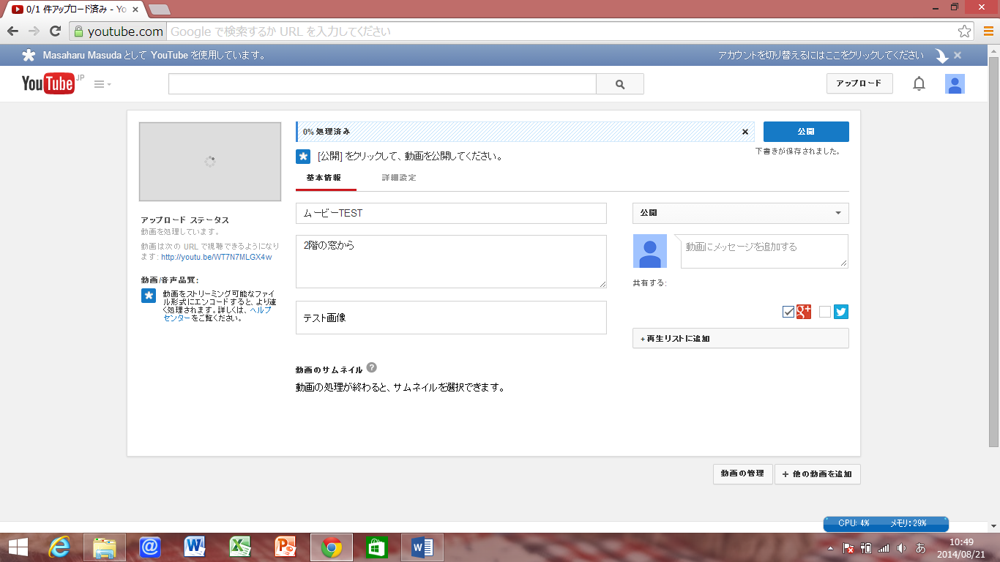 0/1 件アップロード済み - Yo
youtube.com Google で検索するか URL を入力してください
Masaharu Masuda として YouTube を使用しています。 アカウントを切り替えるにはここをクリックしてください
YouTube JP アップロード
0% 処理済み 公開
[公開] をクリックして、動画を公開してください。 下書きが保存されました。
基本情報 詳細設定
ムービーTEST 公開
アップロード ステータス
動画を処理しています。
動画は次の URL で視聴できるようになり
ます: http://youtu.be/WT7N7MLGX4w
2階の窓から 動画にメッセージを追加する
動画/音声品質: 共有する:
動画をストリーミング可能なファイ
ル形式にエンコードすると、より速
く処理されます。詳しくは、ヘルプ
センターをご覧ください。
テスト画像
+ 再生リストに追加
動画のサムネイル ?
動画の処理が終わると、サムネイルを選択できます。
動画の管理 + 他の動画を追加
CPU: 4% メモリ: 29%
あ 10:49
2014/08/21